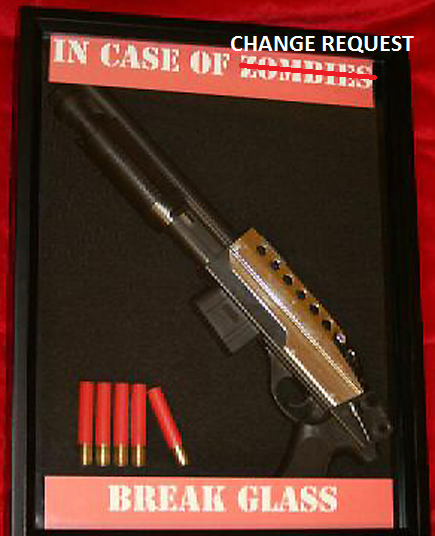 CHANGE REQUEST
IN CASE OF ZOMBIES
BREAK GLASS